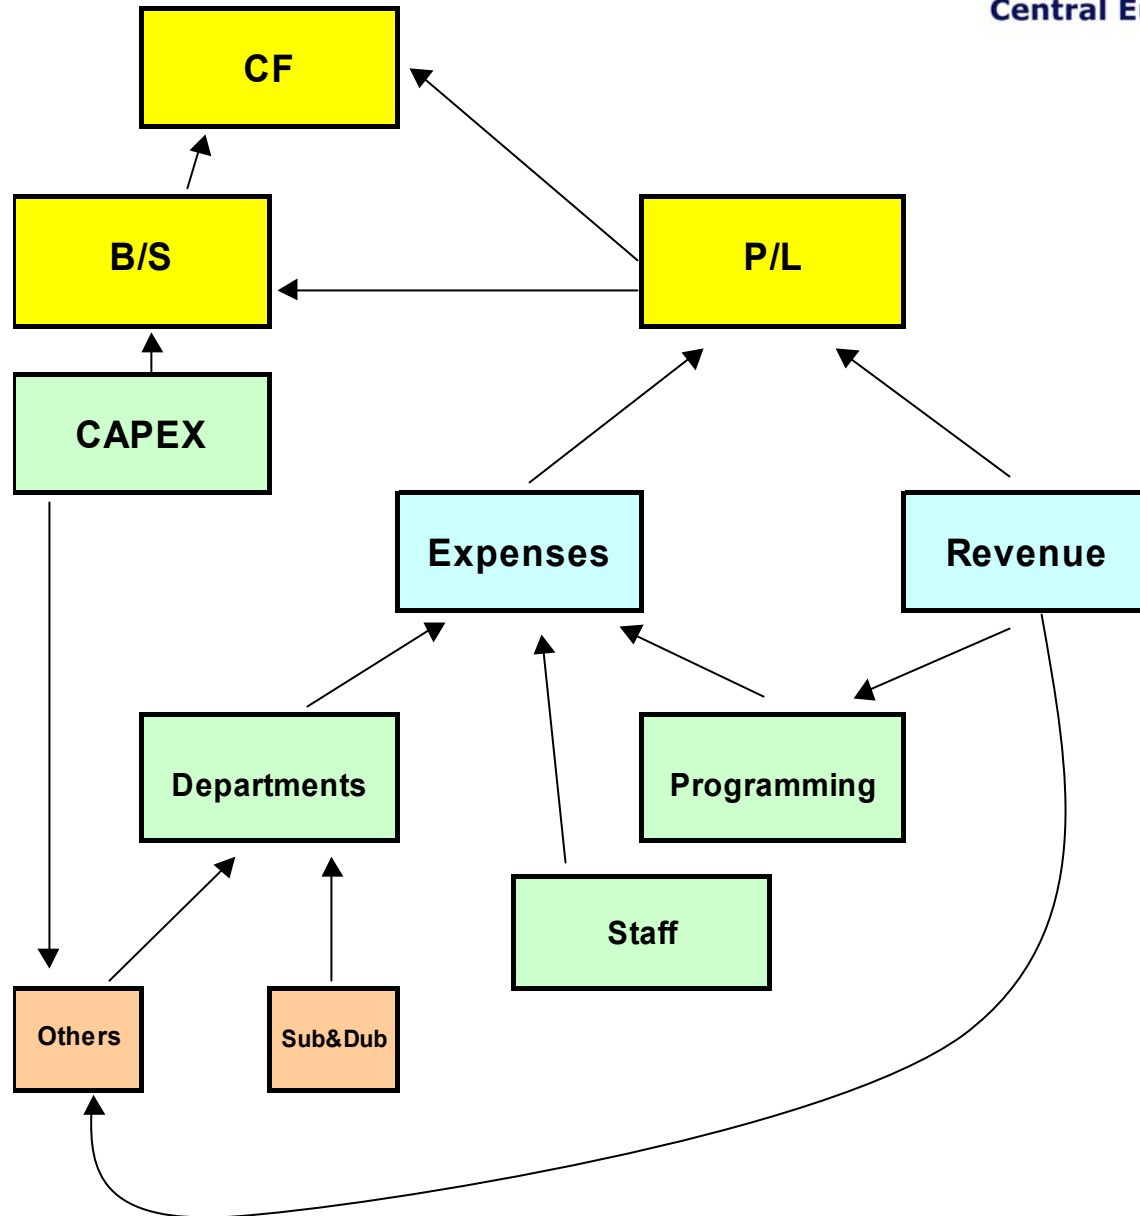 Central
CF
B/S
P/L
CAPEX
Expenses
Revenue
Departments
Programming
Staff
Others
Sub&Dub